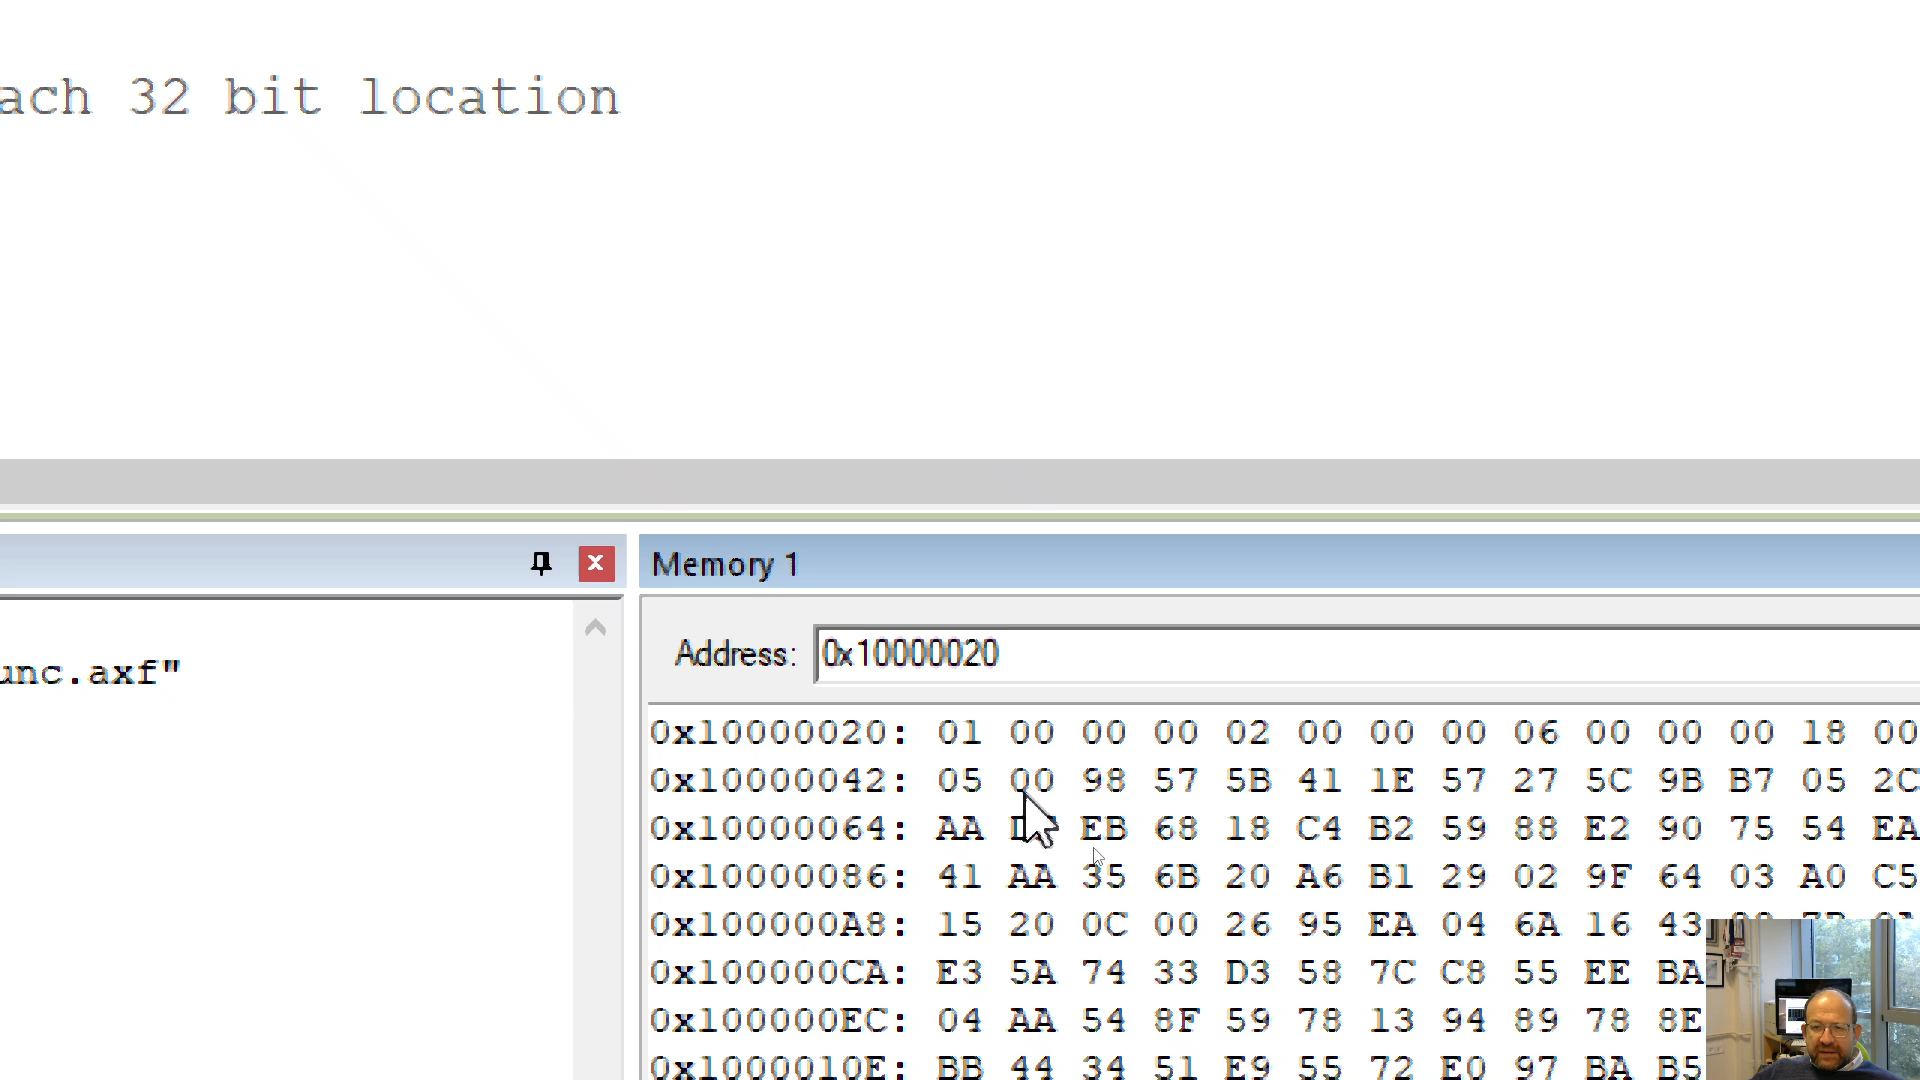 ach 32 bit location
Memory 1
Address: 0x10000020
unc.axf"
0x10000020: 01 00 00 00 02 00 00 00 06 00 00 00 18 00
0x10000042: 05 00 98 57 5B 41 1E 57 27 5C 9B B7 05 2C
0x10000064: AA EB 68 18 C4 B2 59 88 E2 90 75 54 EA
0x10000086: 41 AA 35 6B 20 A6 B1 29 02 9F 64 03 A0 C5
0x100000A8: 15 20 0C 00 26 95 EA 04 6A 16 43
0x100000CA: E3 5A 74 33 D3 58 7C C8 55 EE BA
0x100000EC: 04 AA 54 8F 59 78 13 94 89 78 8E
0x1000010E: BB 44 34 51 E9 55 72 E0 97 BA B5